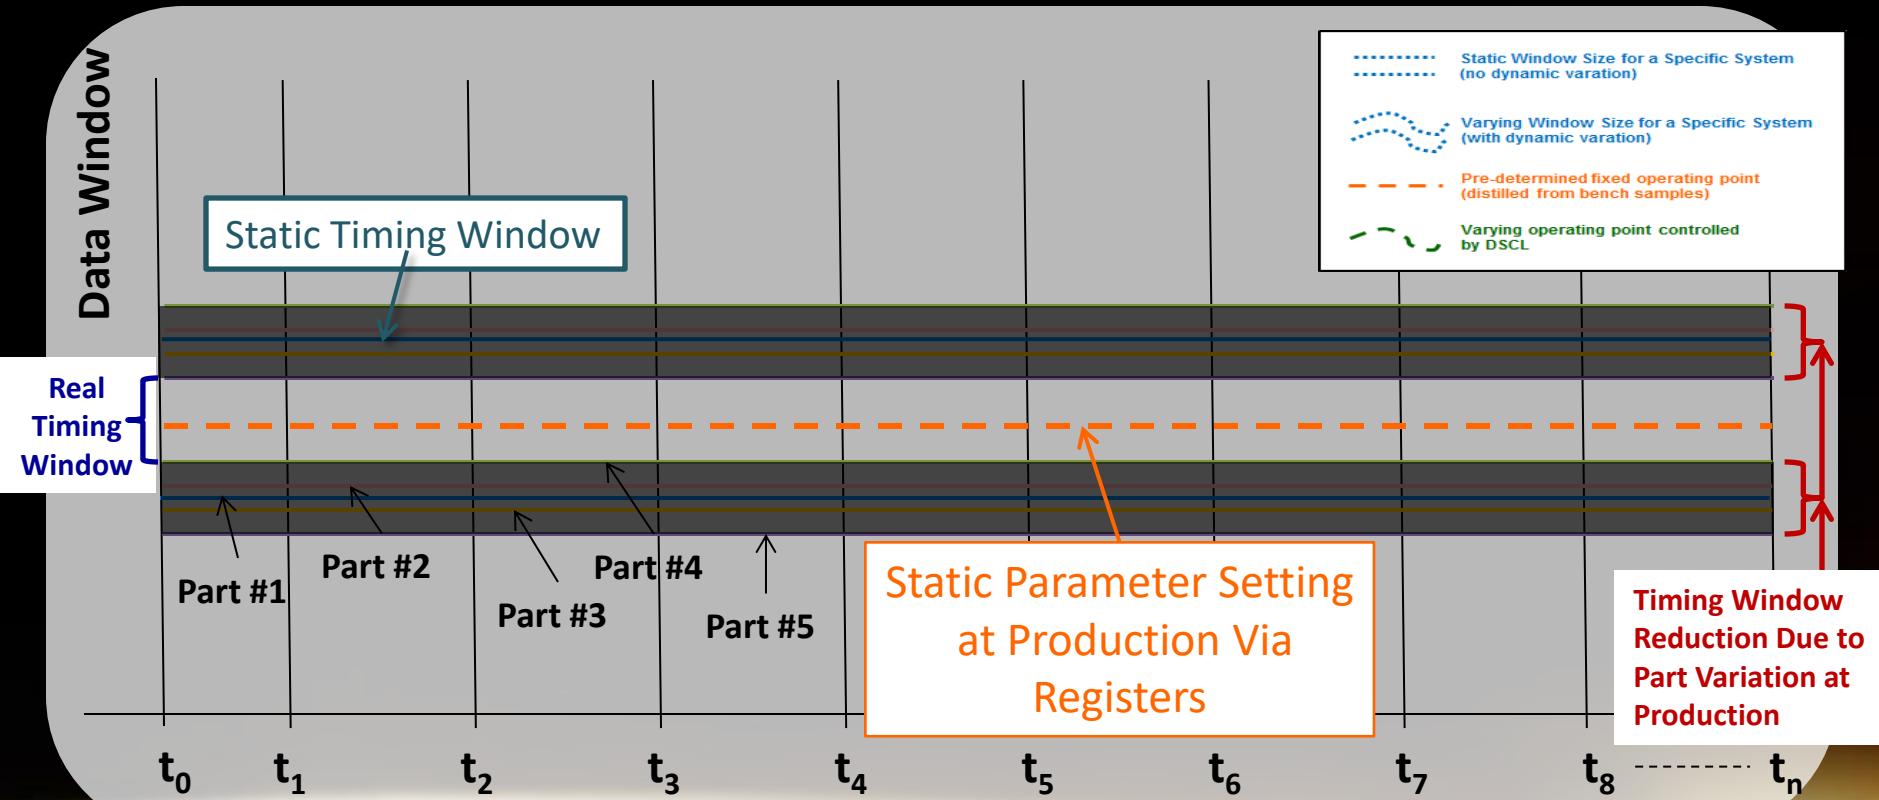 Data Window
Static Window Size for a Specific System
(no dynamic varation)
Varying Window Size for a Specific System
(with dynamic varation)
Pre-determined fixed operating point
(distilled from bench samples)
Varying operating point controlled
by DSCL
Static Timing Window
Real
Timing
Window
Part #1
Part #2
Part #3
Part #4
Part #5
Static Parameter Setting
at Production Via
Registers
Timing Window
Reduction Due to
Part Variation at
Production
t0 t1 t2 t3 t4 t5 t6 t7 t8 tn